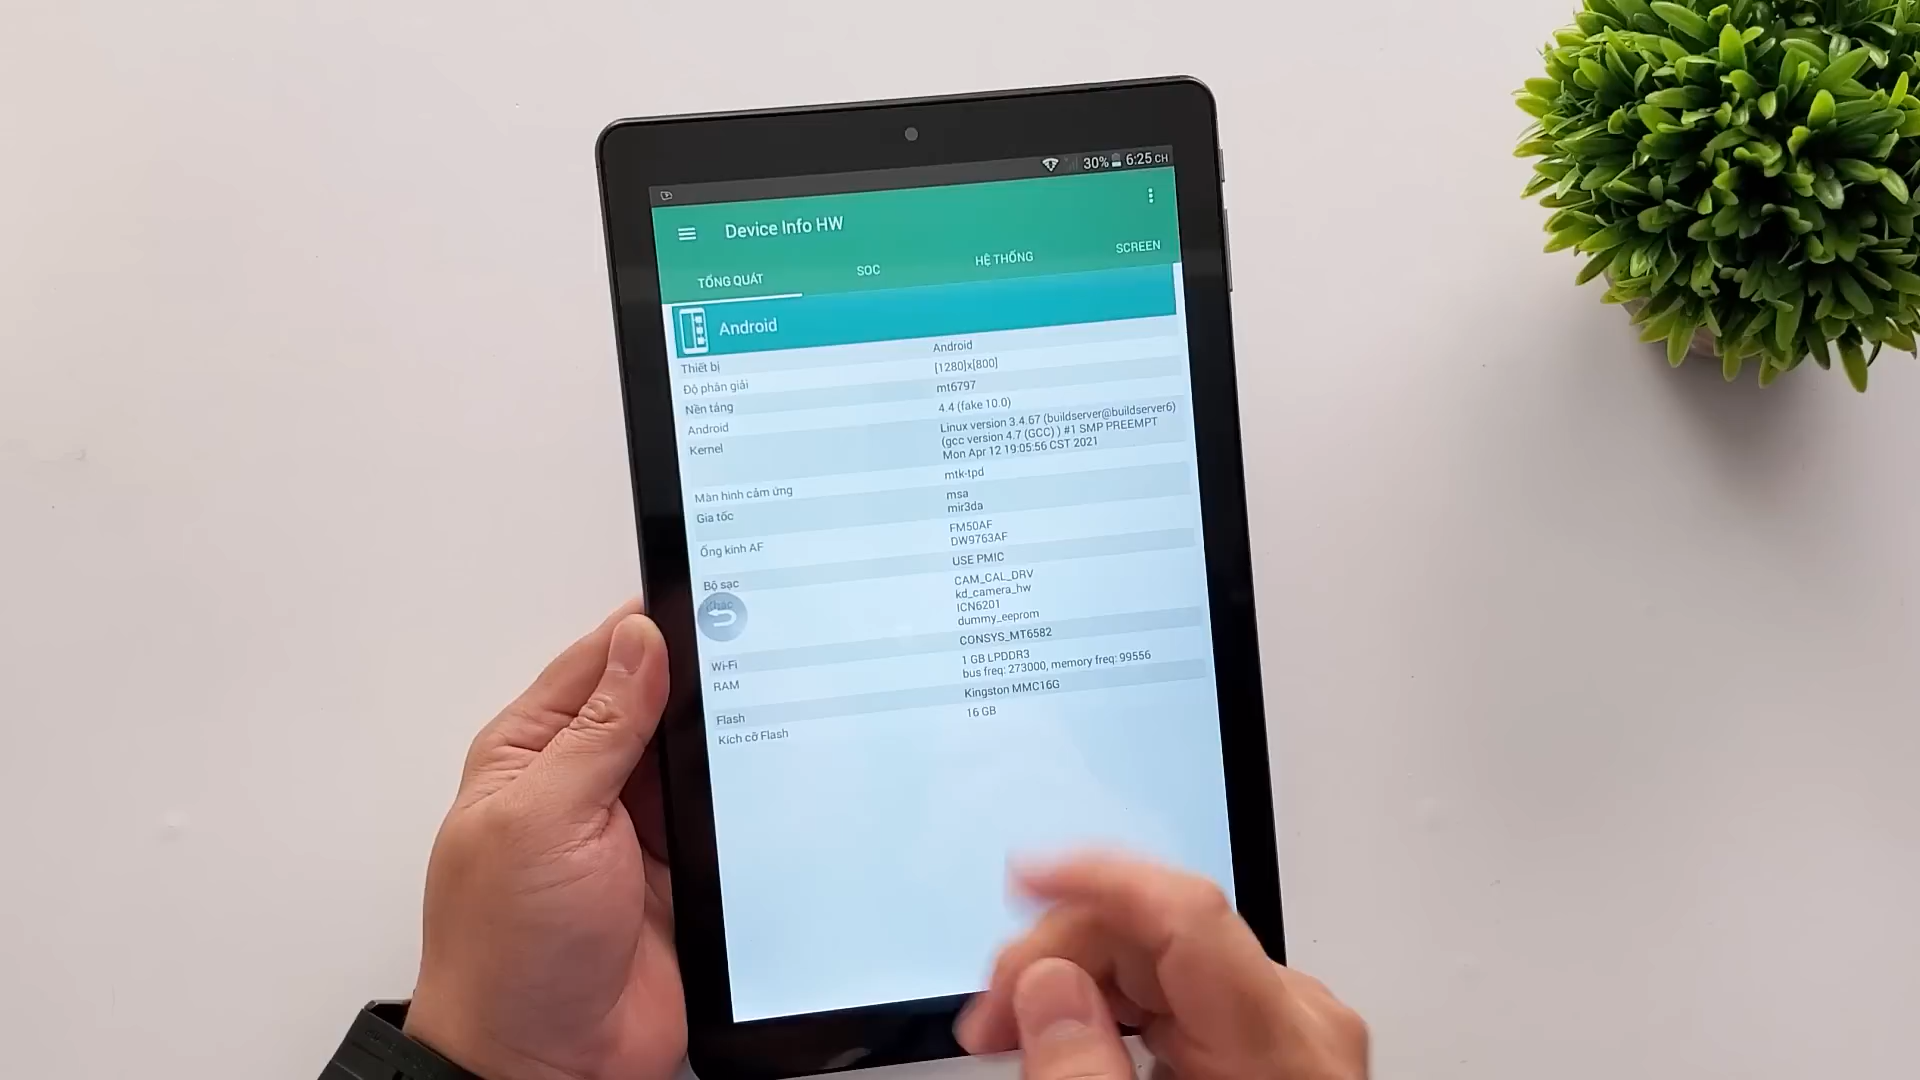 30% 6:25 CH
Device Info HW
TỔNG QUÁT SOC HỆ THỐNG SCREEN
Android
Thiết bị Android
Độ phân giải [1280]x[800]
Nền tảng mt6797
Android 4.4 (fake 10.0)
Kernel Linux version 3.4.67 (buildserver@buildserver6)
(gcc version 4.7 (GCC) ) #1 SMP PREEMPT
Mon Apr 12 19:05:56 CST 2021
Màn hình cảm ứng mtk-tpd
Gia tốc msa
mir3da
Ống kính AF FM50AF
DW9763AF
Bộ sạc USE PMIC
Khác CAM_CAL_DRV
kd_camera_hw
ICN6201
dummy_eeprom
Wi-Fi CONSYS_MT6582
RAM 1 GB LPDDR3
bus freq: 273000, memory freq: 99556
Flash Kingston MMC16G
Kích cỡ Flash 16 GB